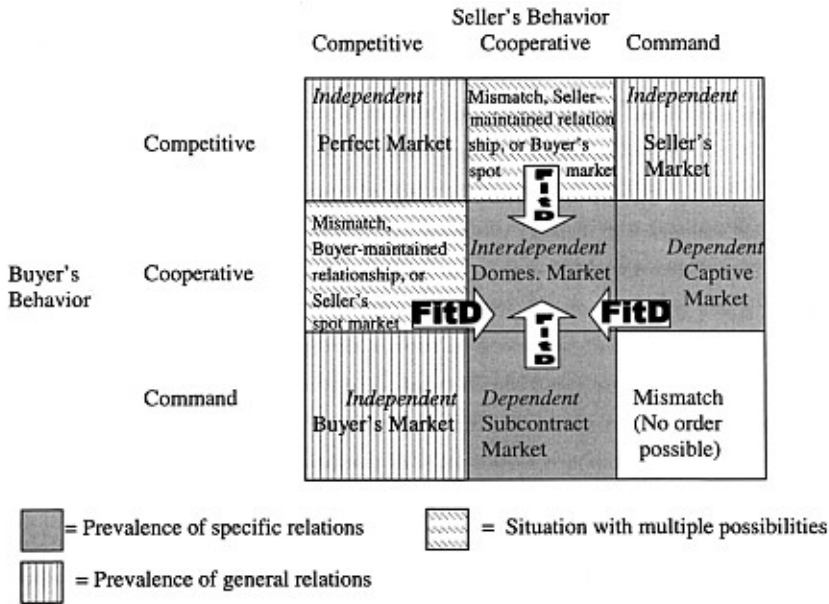 Seller's Behavior
Competitive Cooperative Command
Buyer's
Behavior
Competitive
Independent
Perfect Market
Mismatch, Seller-
maintained relation
ship, or Buyer's
spot market
Independent
Seller's
Market
FitD
Cooperative
Mismatch,
Buyer-maintained
relationship, or
Seller's
spot market
FitD
Interdependent
Domes. Market
Dependent
Captive
Market
FitD
FitD
Command
Independent
Buyer's Market
Dependent
Subcontract
Market
Mismatch
(No order
possible)
= Prevalence of specific relations
= Situation with multiple possibilities
= Prevalence of general relations